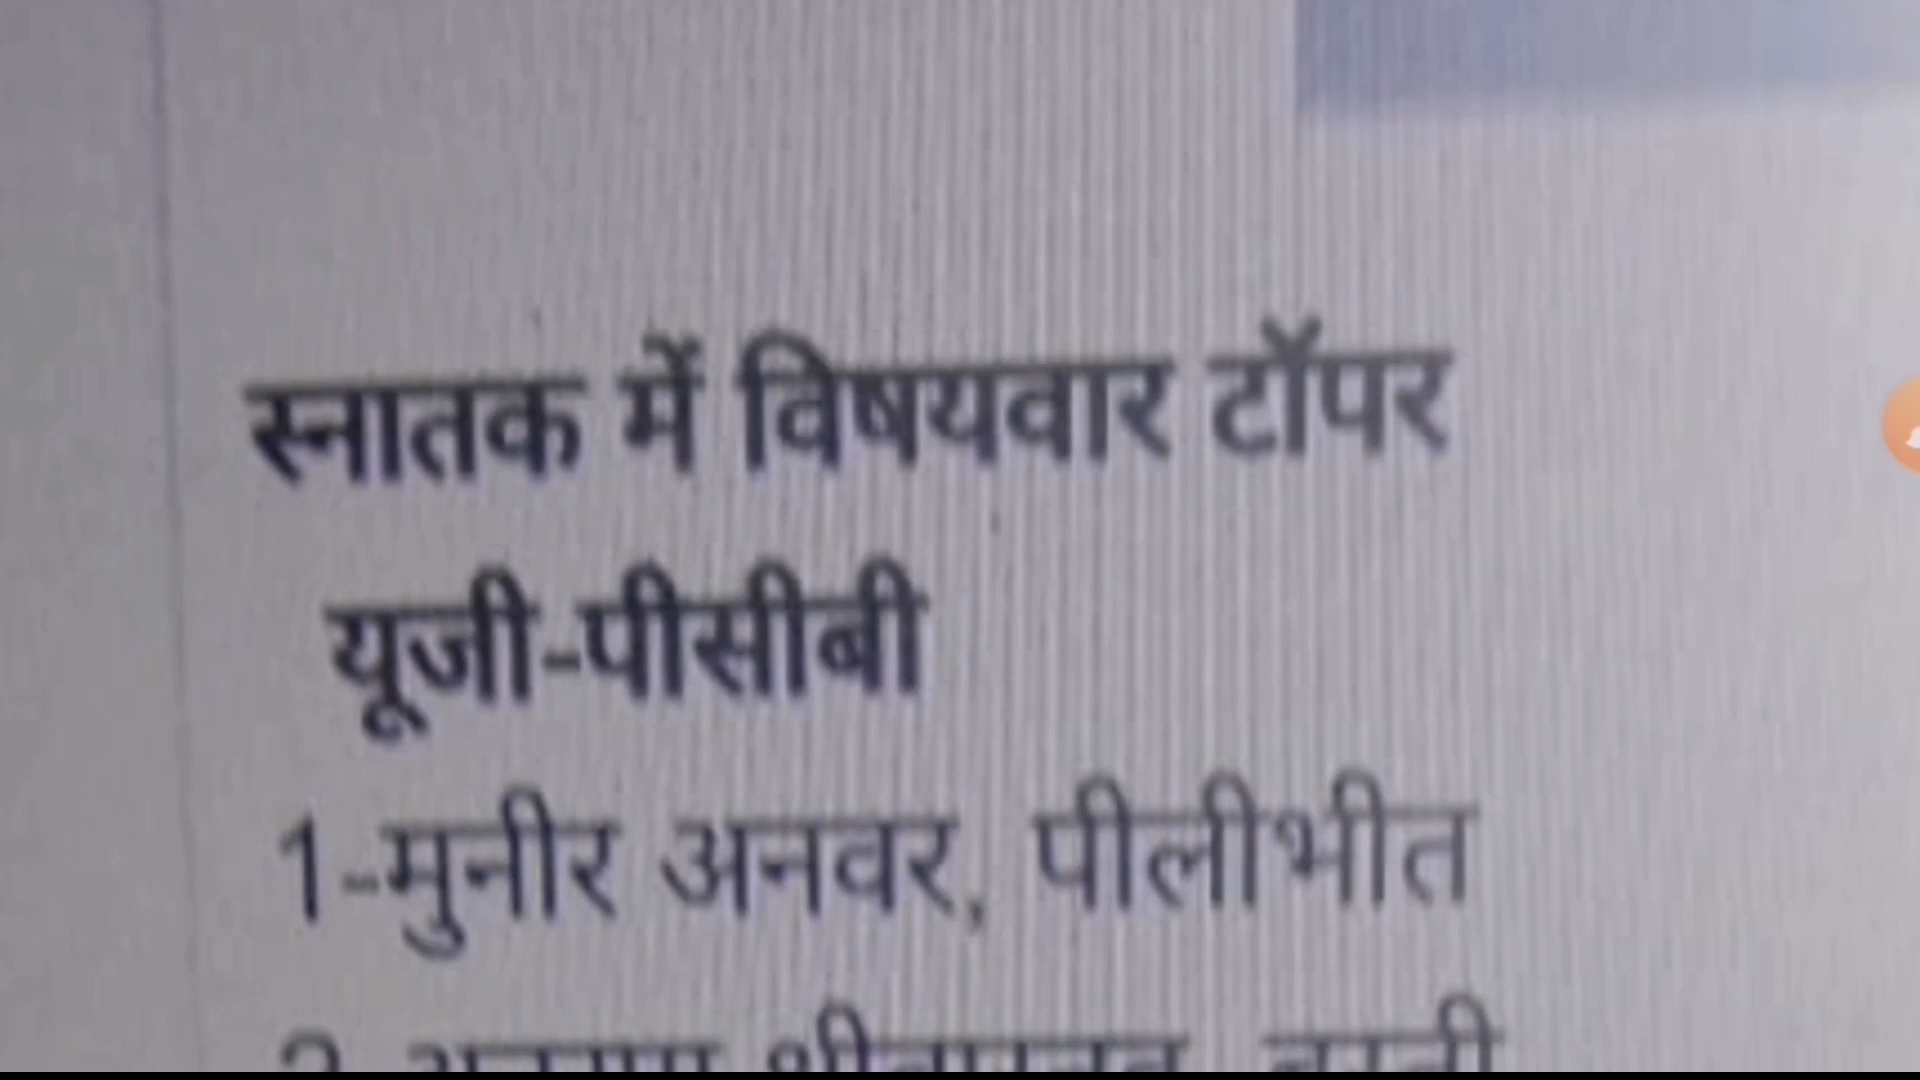 स्नातक में विषयवार टॉपर
यूजी-पीसीबी
1-मुनीर अनवर, पीलीभीत